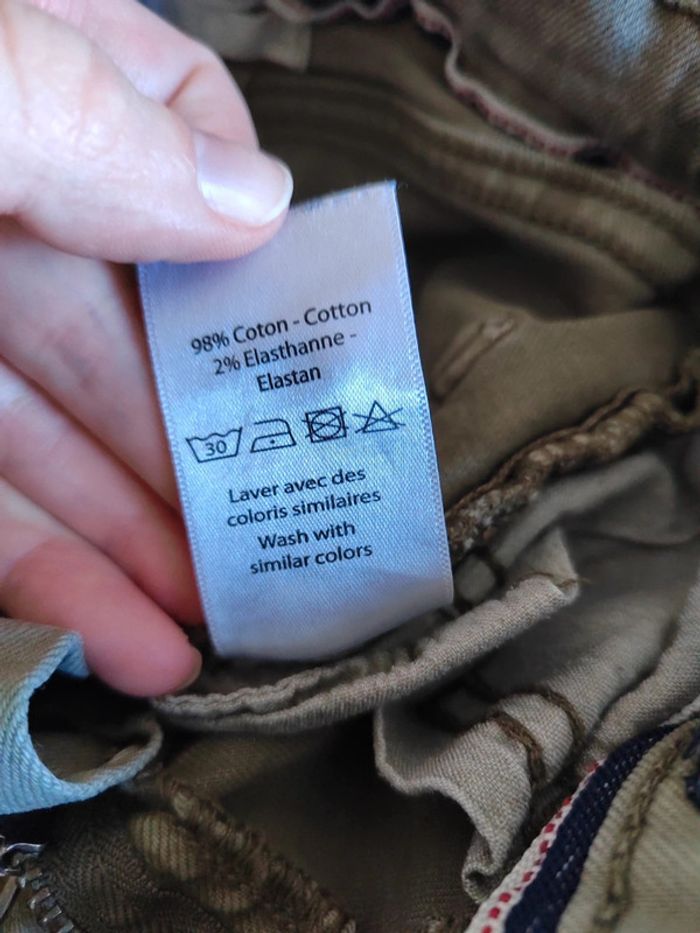 98% Coton - Cotton
2% Elasthanne -
Elastan
30
Laver avec des
coloris similaires
Wash with
similar colors